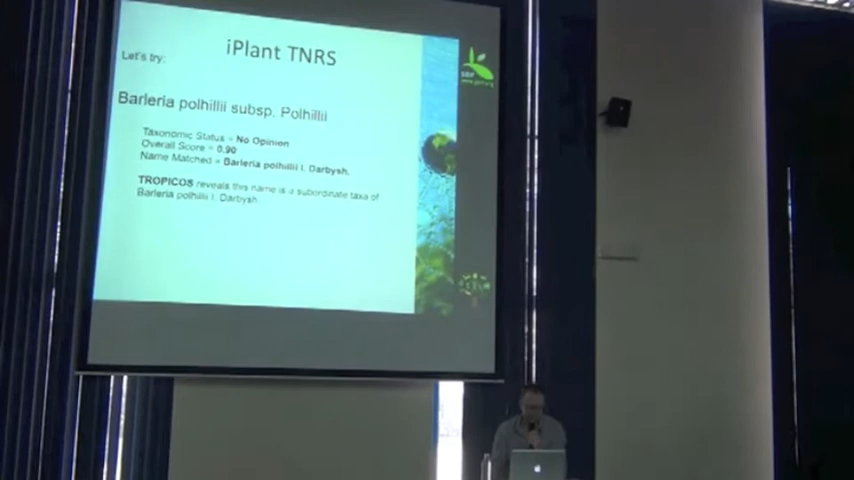 iPlant TNRS
Let's try:
Barleria polhillii subsp. Polhillii
Taxonomic Status = No Opinion
Overall Score = 0.90
Name Matched = Barleria polhillii I. Darbysh.
TROPICOS reveals this name is a subordinate taxa of
Barleria polhillii I. Darbysh